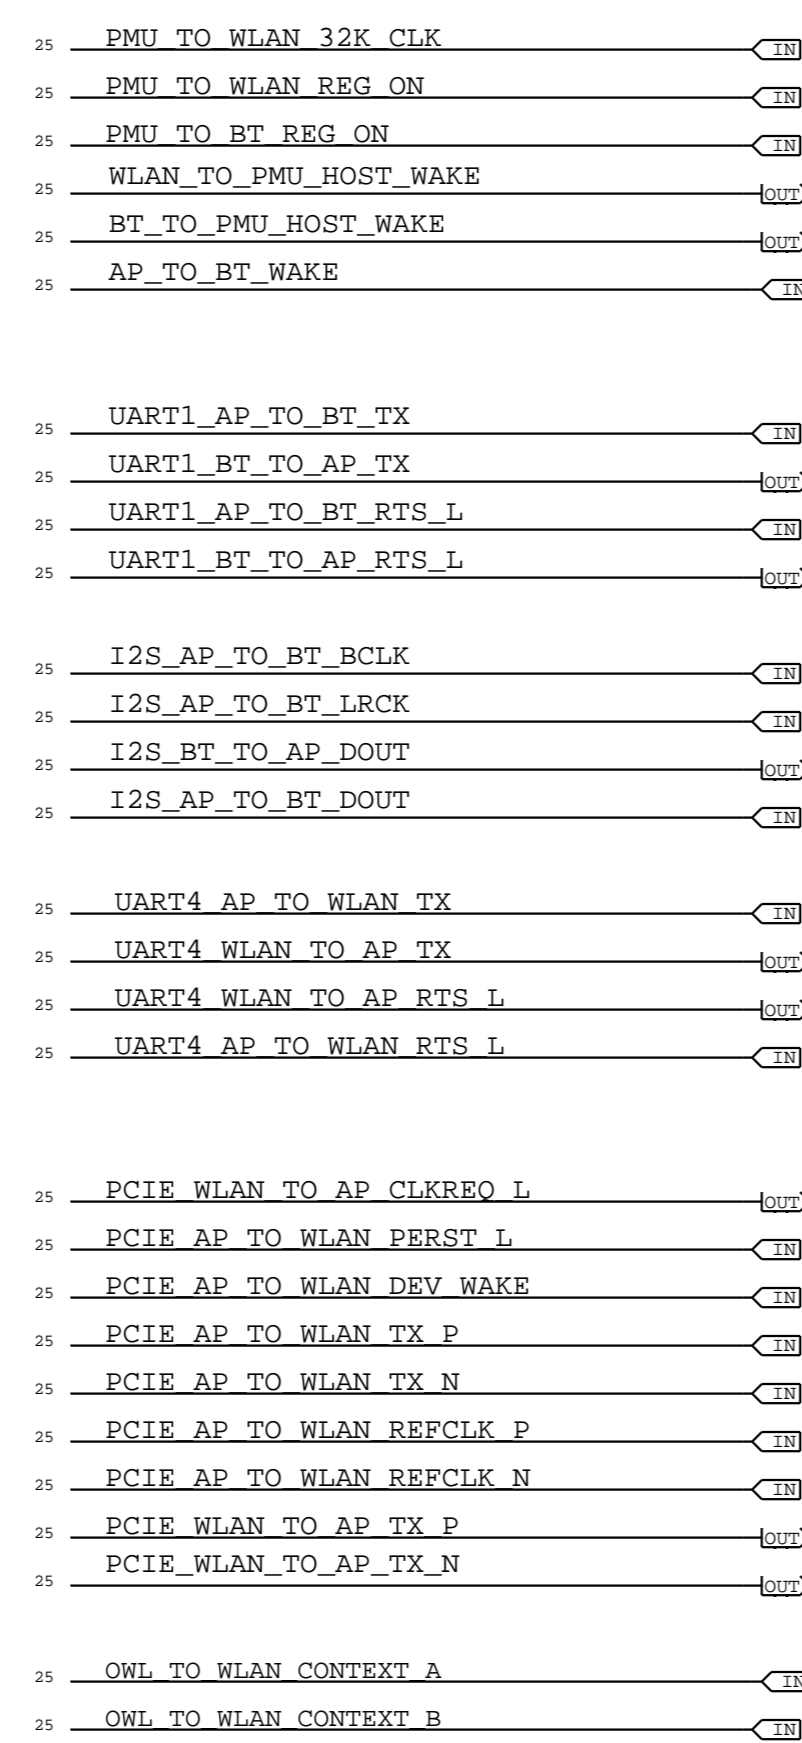 25 PMU_TO_WLAN_32K_CLK IN
25 PMU_TO_WLAN_REG_ON IN
25 PMU_TO_BT_REG_ON IN
25 WLAN_TO_PMU_HOST_WAKE OUT
25 BT_TO_PMU_HOST_WAKE OUT
25 AP_TO_BT_WAKE IN
25 UART1_AP_TO_BT_TX IN
25 UART1_BT_TO_AP_TX OUT
25 UART1_AP_TO_BT_RTS_L IN
25 UART1_BT_TO_AP_RTS_L OUT
25 I2S_AP_TO_BT_BCLK IN
25 I2S_AP_TO_BT_LRCK IN
25 I2S_BT_TO_AP_DOUT OUT
25 I2S_AP_TO_BT_DOUT IN
25 UART4_AP_TO_WLAN_TX IN
25 UART4_WLAN_TO_AP_TX OUT
25 UART4_WLAN_TO_AP_RTS_L OUT
25 UART4_AP_TO_WLAN_RTS_L IN
25 PCIE_WLAN_TO_AP_CLKREQ_L OUT
25 PCIE_AP_TO_WLAN_PERST_L IN
25 PCIE_AP_TO_WLAN_DEV_WAKE IN
25 PCIE_AP_TO_WLAN_TX_P IN
25 PCIE_AP_TO_WLAN_TX_N IN
25 PCIE_AP_TO_WLAN_REFCLK_P IN
25 PCIE_AP_TO_WLAN_REFCLK_N IN
25 PCIE_WLAN_TO_AP_TX_P OUT
25 PCIE_WLAN_TO_AP_TX_N OUT
25 OWL_TO_WLAN_CONTEXT_A IN
25 OWL_TO_WLAN_CONTEXT_B IN